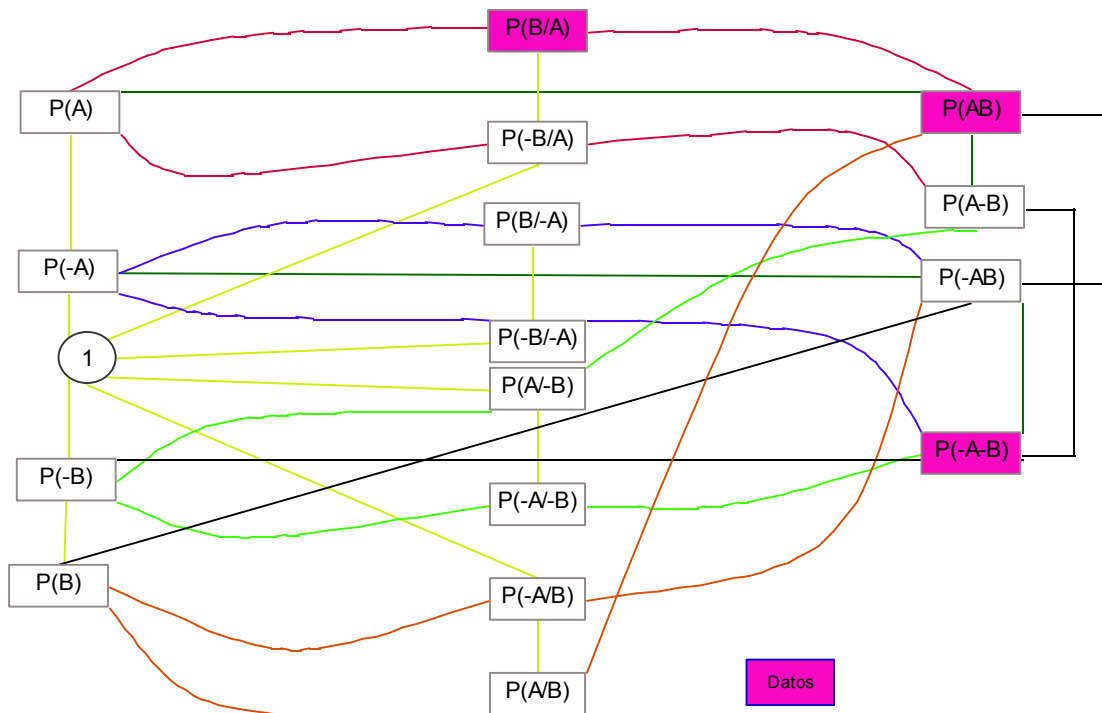 P(B/A)
P(A)
P(AB)
P(-B/A)
P(A-B)
P(B/-A)
P(-A)
P(-AB)
P(-B/-A)
1
P(A/-B)
P(-A-B)
P(-B)
P(-A/-B)
P(B)
P(-A/B)
P(A/B)
Datos